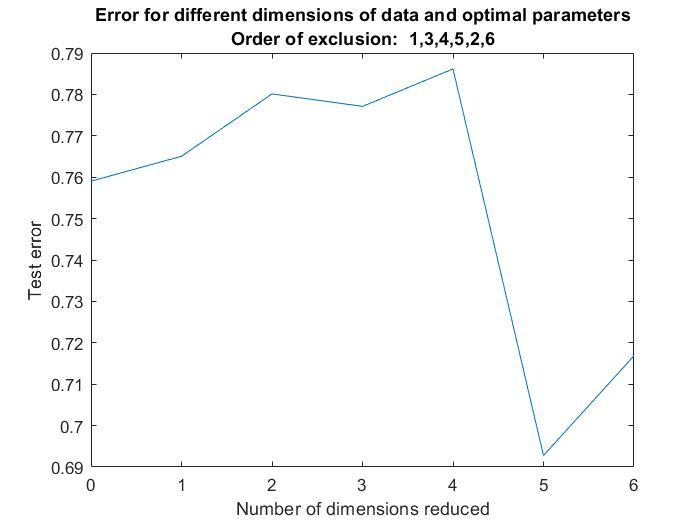 Error for different dimensions of data and optimal parameters
Order of exclusion:  1,3,4,5,2,6
0.79
0.78
0.77
0.76
0.75
0.74
0.73
0.72
0.71
0.7
0.69
Test error
0 1 2 3 4 5 6
Number of dimensions reduced